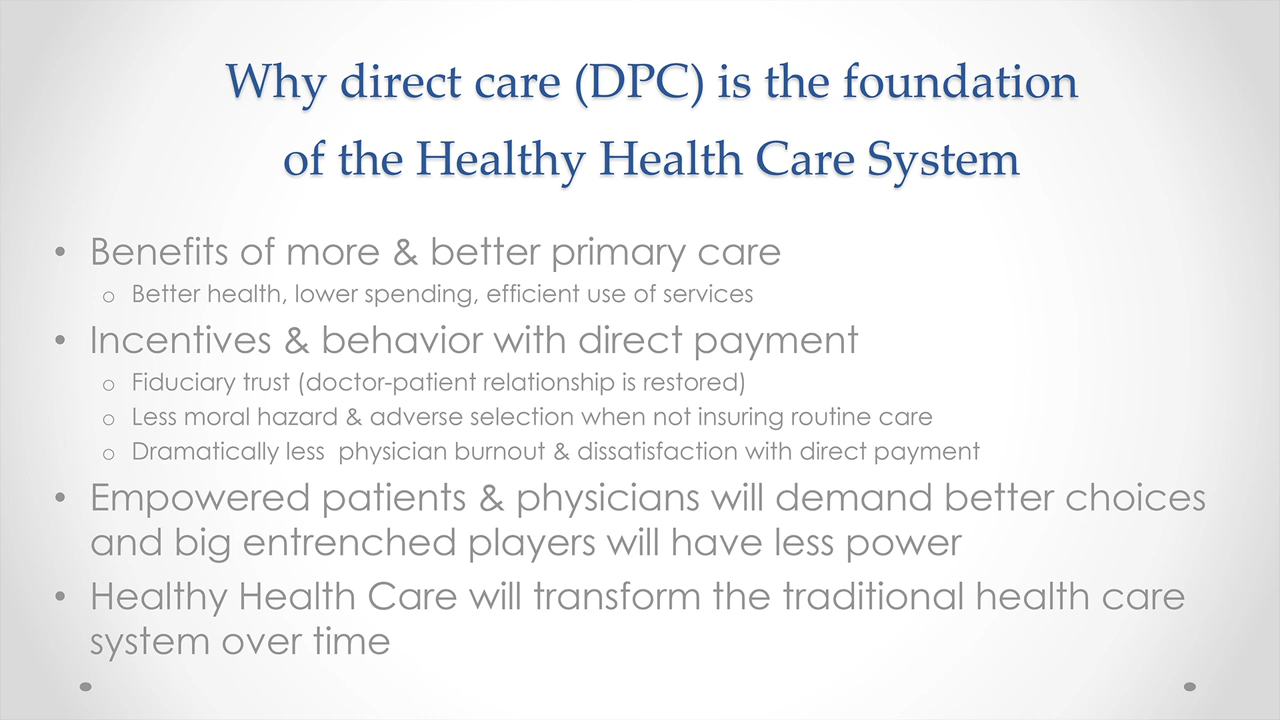 Why direct care (DPC) is the foundation
of the Healthy Health Care System
• Benefits of more & better primary care
o Better health, lower spending, efficient use of services
• Incentives & behavior with direct payment
o Fiduciary trust (doctor-patient relationship is restored)
o Less moral hazard & adverse selection when not insuring routine care
o Dramatically less  physician burnout & dissatisfaction with direct payment
• Empowered patients & physicians will demand better choices
and big entrenched players will have less power
• Healthy Health Care will transform the traditional health care
system over time